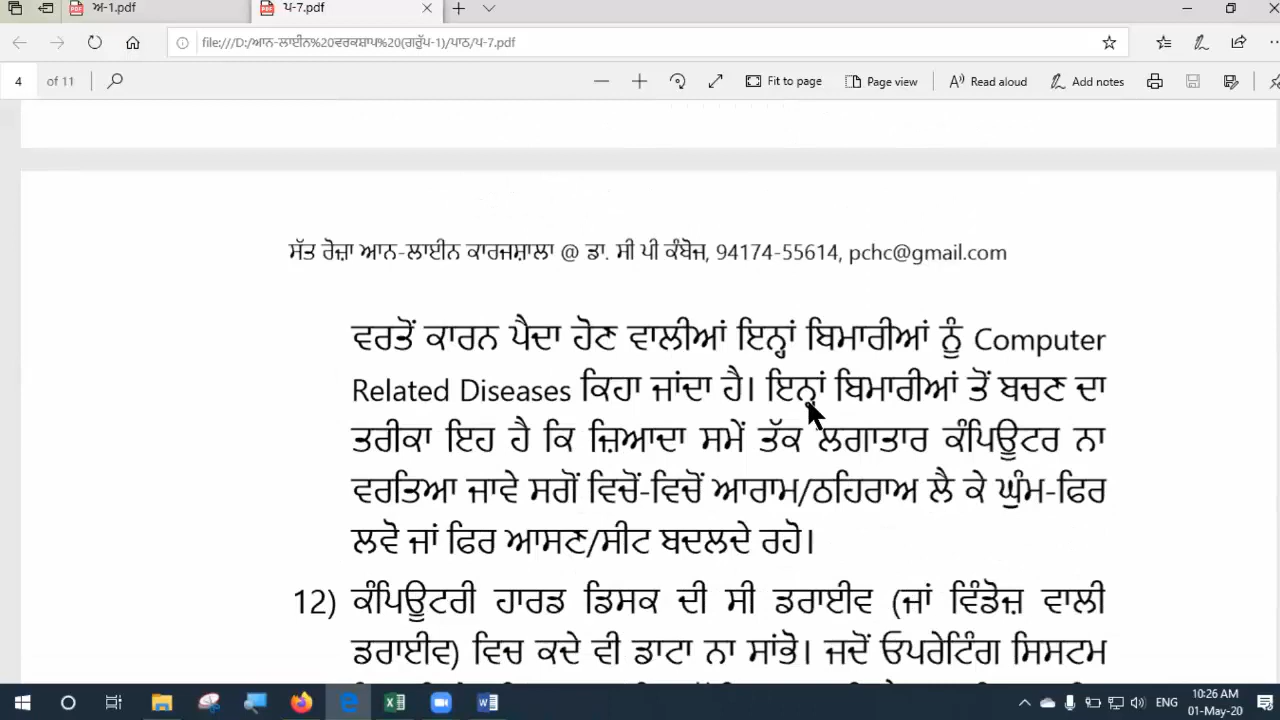 ਅ-1.pdf
ਪ-7.pdf
file:///D:/ਆਨ-ਲਾਈਨ%20ਵਰਕਸ਼ਾਪ%20(ਗਰੁੱਪ-1)/ਪਾਠ/ਪ-7.pdf
4 of 11
Fit to page
Page view
Read aloud
Add notes
ਸੱਤ ਰੋਜ਼ਾ ਆਨ-ਲਾਈਨ ਕਾਰਜਸ਼ਾਲਾ @ ਡਾ. ਸੀ ਪੀ ਕੰਬੋਜ, 94174-55614, pchc@gmail.com
ਵਰਤੋਂ ਕਾਰਨ ਪੈਦਾ ਹੋਣ ਵਾਲੀਆਂ ਇਨ੍ਹਾਂ ਬਿਮਾਰੀਆਂ ਨੂੰ Computer
Related Diseases ਕਿਹਾ ਜਾਂਦਾ ਹੈ। ਇਨ੍ਹਾਂ ਬਿਮਾਰੀਆਂ ਤੋਂ ਬਚਣ ਦਾ
ਤਰੀਕਾ ਇਹ ਹੈ ਕਿ ਜ਼ਿਆਦਾ ਸਮੇਂ ਤੱਕ ਲਗਾਤਾਰ ਕੰਪਿਊਟਰ ਨਾ
ਵਰਤਿਆ ਜਾਵੇ ਸਗੋਂ ਵਿਚੋਂ-ਵਿਚੋਂ ਆਰਾਮ/ਠਹਿਰਾਅ ਲੈ ਕੇ ਘੁੰਮ-ਫਿਰ
ਲਵੋ ਜਾਂ ਫਿਰ ਆਸਣ/ਸੀਟ ਬਦਲਦੇ ਰਹੋ।
12) ਕੰਪਿਊਟਰੀ ਹਾਰਡ ਡਿਸਕ ਦੀ ਸੀ ਡਰਾਈਵ (ਜਾਂ ਵਿੰਡੋਜ਼ ਵਾਲੀ
ਡਰਾਈਵ) ਵਿਚ ਕਦੇ ਵੀ ਡਾਟਾ ਨਾ ਸਾਂਭੋ। ਜਦੋਂ ਓਪਰੇਟਿੰਗ ਸਿਸਟਮ
ENG
10:26 AM
01-May-20